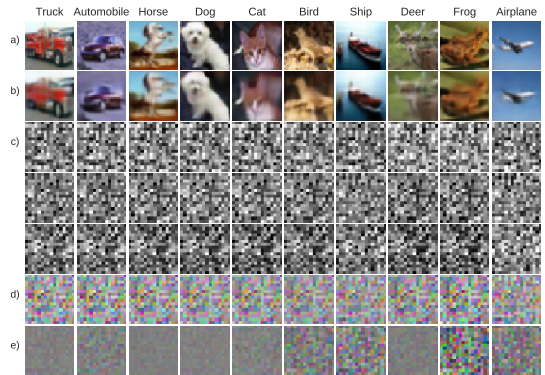 Truck Automobile Horse Dog Cat Bird Ship Deer Frog Airplane
a)
b)
c)
d)
e)